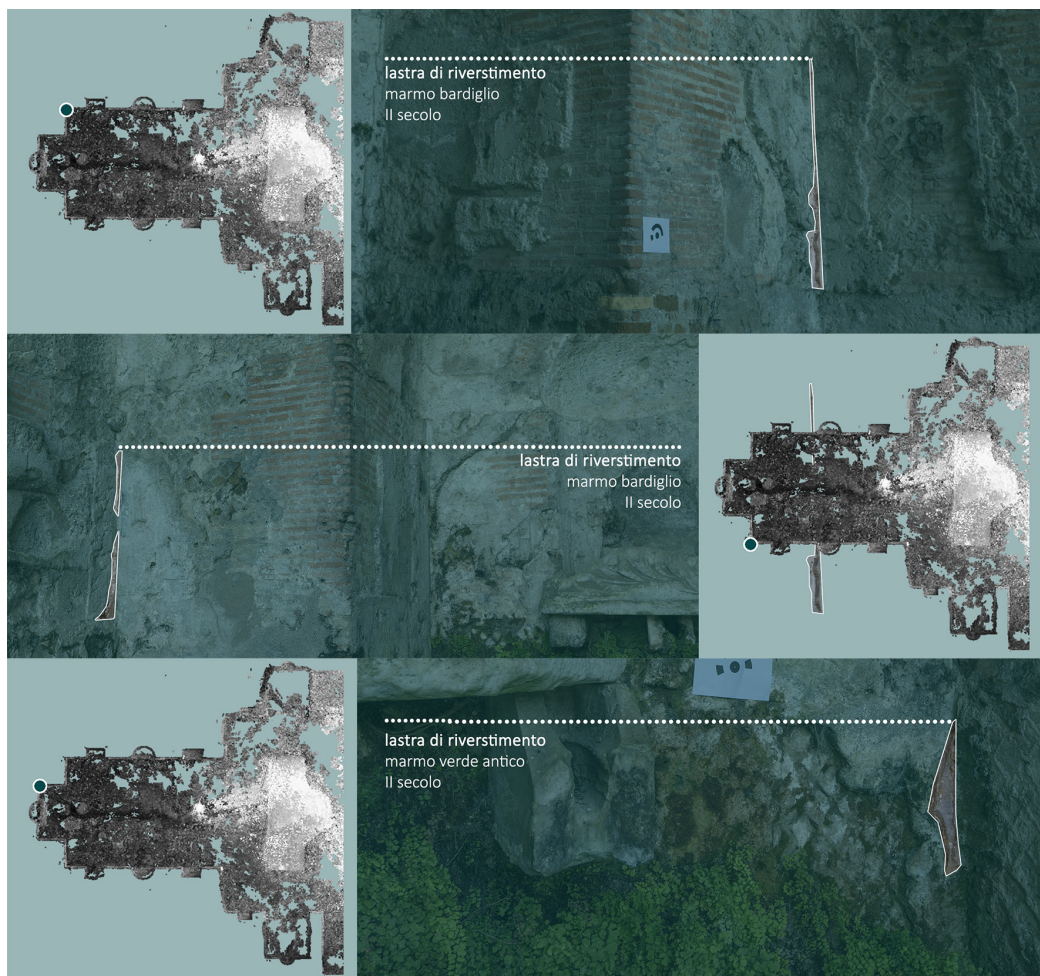 lastra di riverstimento
marmo bardiglio
II secolo
lastra di riverstimento
marmo bardiglio
II secolo
lastra di riverstimento
marmo verde antico
II secolo